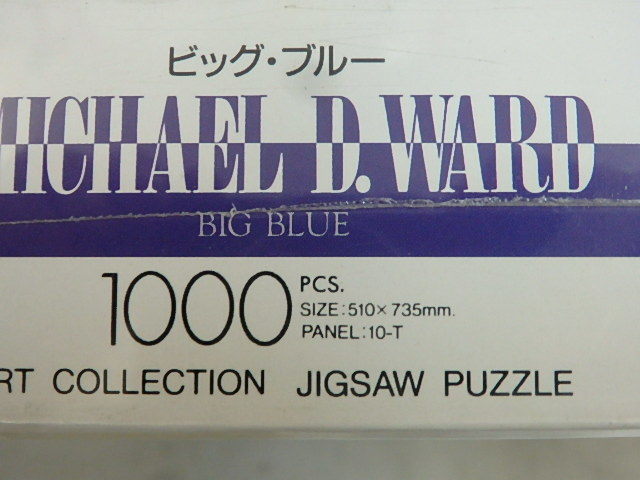 ビッグ・ブルー
MICHAEL D. WARD
BIG BLUE
1000 PCS.
SIZE:510×735mm.
PANEL:10-T
RT COLLECTION JIGSAW PUZZLE